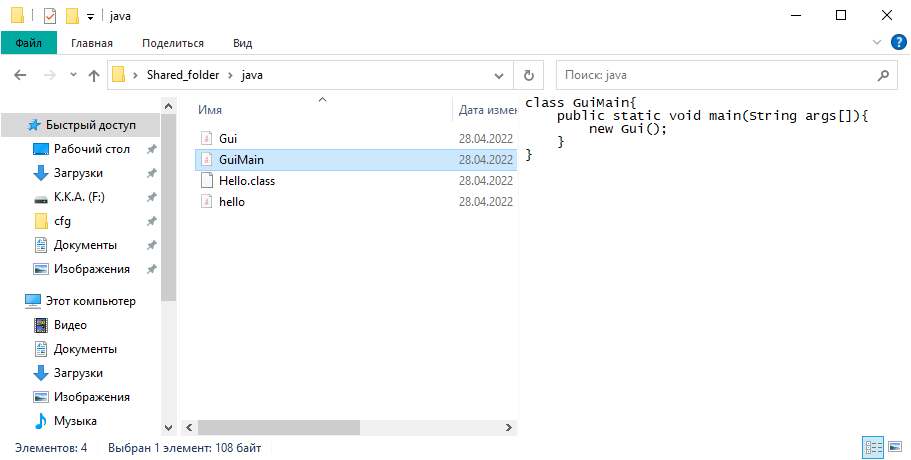 java
Файл Главная Поделиться Вид
Shared_folder java
Поиск: java
Быстрый доступ
Рабочий стол
Загрузки
К.К.А. (F:)
cfg
Документы
Изображения
Этот компьютер
Видео
Документы
Загрузки
Изображения
Музыка
Имя Дата измен
Gui 28.04.2022
GuiMain 28.04.2022
Hello.class 28.04.2022
hello 28.04.2022
class GuiMain{
public static void main(String args[]){
new Gui();
}
}
Элементов: 4 Выбран 1 элемент: 108 байт